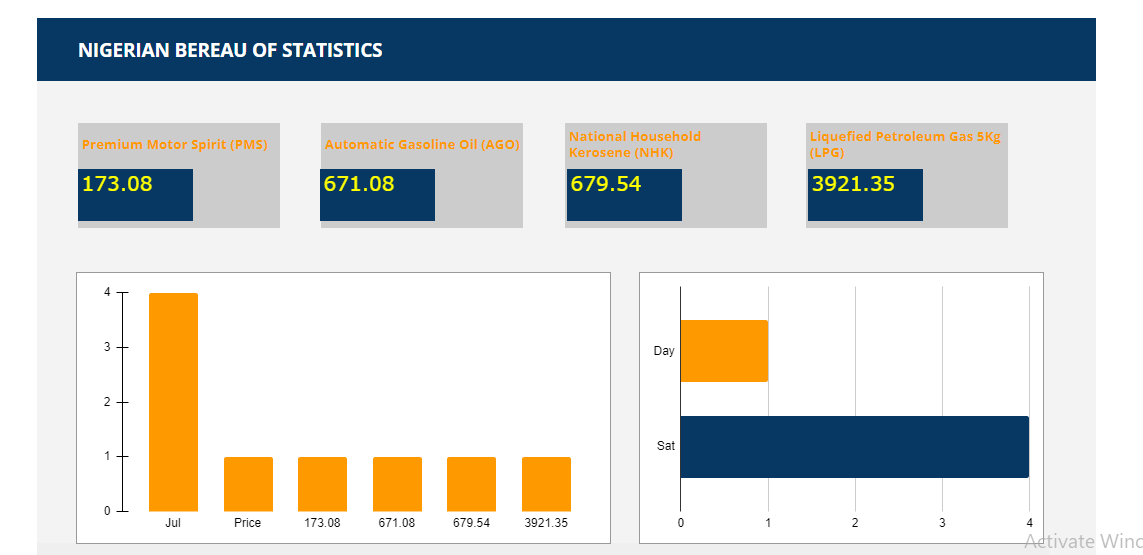 NIGERIAN BEREAU OF STATISTICS
Premium Motor Spirit (PMS)
173.08
Automatic Gasoline Oil (AGO)
671.08
National Household
Kerosene (NHK)
679.54
Liquefied Petroleum Gas 5Kg
(LPG)
3921.35
4
3
2
1
0
Jul Price 173.08 671.08 679.54 3921.35
Day
Sat
0 1 2 3 4
Activate Wind